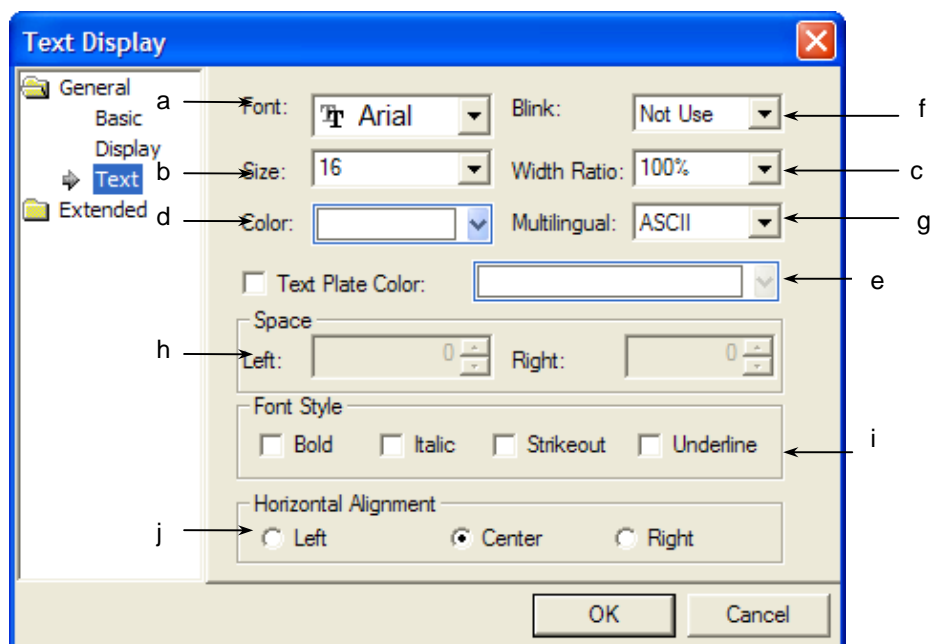 Text Display
General
Basic
Display
Text
Extended
a Font: Arial Blink: Not Use f
b Size: 16 Width Ratio: 100% c
d Color: Multilingual: ASCII g
Text Plate Color: e
Space
h Left: 0 Right: 0
Font Style
Bold Italic Strikeout Underline i
Horizontal Alignment
j Left Center Right
OK Cancel